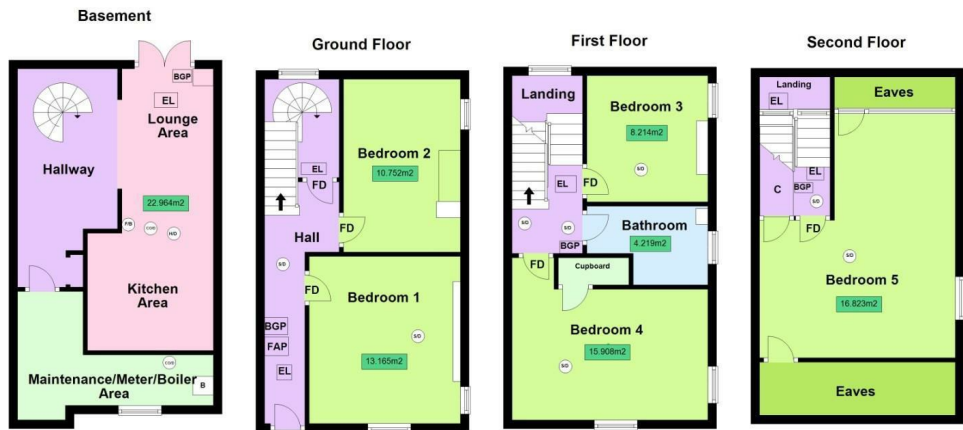 Basement
BGP
EL
Lounge
Area
Hallway
22.964m2
F/B
CO/D
H/D
Kitchen
Area
CO/D
B
Maintenance/Meter/Boiler
Area
Ground Floor
EL
FD
Bedroom 2
10.752m2
FD
Hall
S/D
FD
Bedroom 1
BGP
FAP
EL
S/D
13.165m2
First Floor
Landing
Bedroom 3
8.214m2
S/D
EL
FD
S/D
S/D
BGP
Bathroom
4.219m2
FD
Cupboard
Bedroom 4
15.908m2
S/D
Second Floor
Landing
EL
Eaves
EL
C
BGP
S/D
FD
S/D
Bedroom 5
16.823m2
Eaves